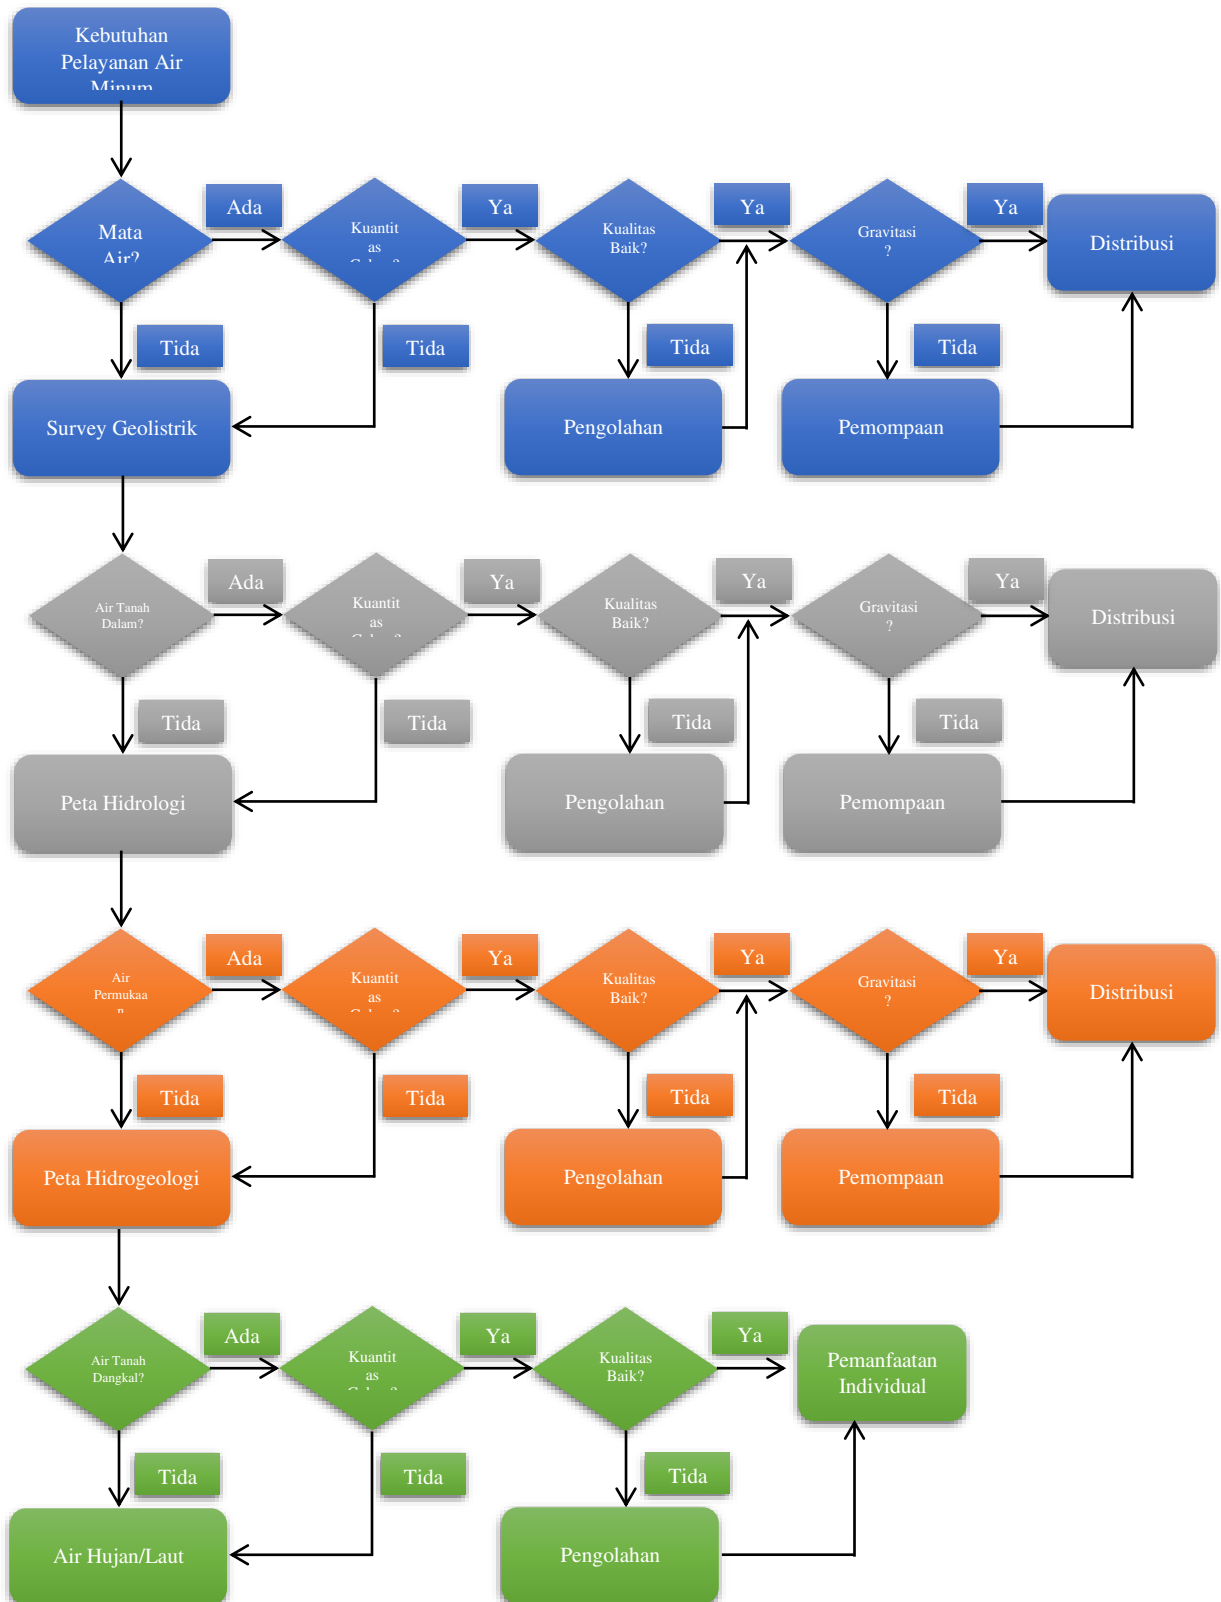 Kebutuhan
Pelayanan Air
Minum
Mata
Air?
Ada
Kuantit
as
Ya
Kualitas
Baik?
Ya
Gravitasi
?
Ya
Distribusi
Tida
Tida
Tida
Tida
Survey Geolistrik
Pengolahan
Pemompaan
Air Tanah
Dalam?
Ada
Kuantit
as
Ya
Kualitas
Baik?
Ya
Gravitasi
?
Ya
Distribusi
Tida
Tida
Tida
Tida
Peta Hidrologi
Pengolahan
Pemompaan
Air
Permukaa
n
Ada
Kuantit
as
Ya
Kualitas
Baik?
Ya
Gravitasi
?
Ya
Distribusi
Tida
Tida
Tida
Tida
Peta Hidrogeologi
Pengolahan
Pemompaan
Air Tanah
Dangkal?
Ada
Kuantit
as
Ya
Kualitas
Baik?
Ya
Pemanfaatan
Individual
Tida
Tida
Tida
Air Hujan/Laut
Pengolahan